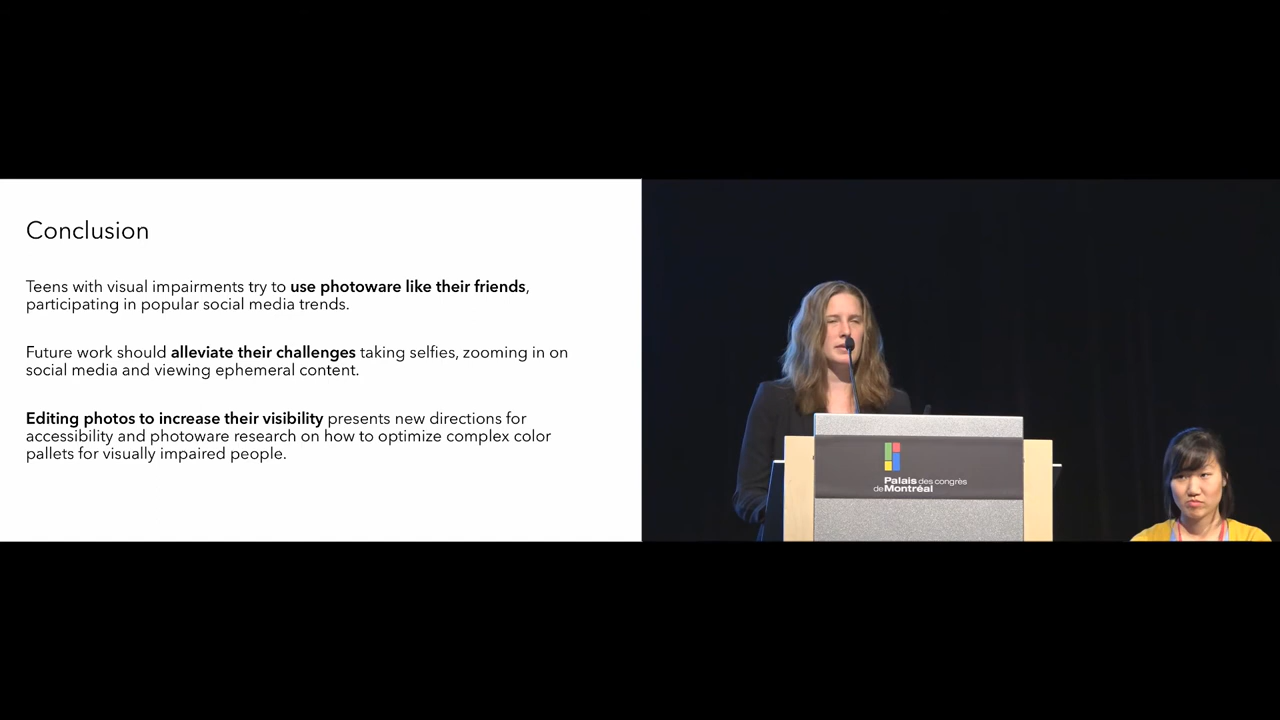 Conclusion
Teens with visual impairments try to use photoware like their friends,
participating in popular social media trends.
Future work should alleviate their challenges taking selfies, zooming in on
social media and viewing ephemeral content.
Editing photos to increase their visibility presents new directions for
accessibility and photoware research on how to optimize complex color
pallets for visually impaired people.
Palais des congrès
de Montréal